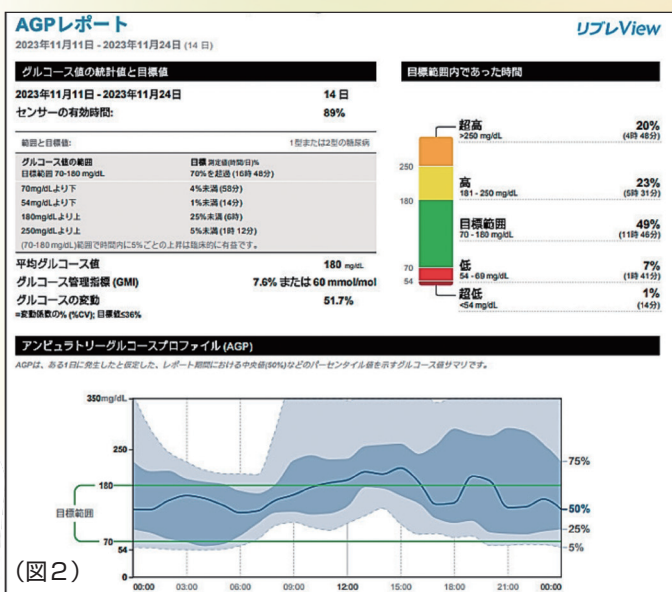 AGPレポート
2023年11月11日 - 2023年11月24日 (14 日)
リブレView
グルコース値の統計値と目標値
2023年11月11日 - 2023年11月24日 14 日
センサーの有効時間: 89%
範囲と目標値: 1型または2型の糖尿病
グルコース値の範囲 目標 測定値(時間/日)%
目標範囲 70-180 mg/dL 70%を超過 (16時 48分)
70mg/dLより下 4%未満 (58分)
54mg/dLより下 1%未満 (14分)
180mg/dLより上 25%未満 (6時)
250mg/dLより上 5%未満 (1時 12分)
(70-180 mg/dL)範囲で時間内に5%ごとの上昇は臨床的に有益です。
平均グルコース値 180 mg/dL
グルコース管理指標 (GMI) 7.6% または 60 mmol/mol
グルコースの変動 51.7%
=変動係数の% (%CV); 目標値≤36%
目標範囲内であった時間
250
180
70
54
超高 20%
>250 mg/dL (4時 48分)
高 23%
181 - 250 mg/dL (5時 31分)
目標範囲 49%
70 - 180 mg/dL (11時 46分)
低 7%
54 - 69 mg/dL (1時 41分)
超低 1%
<54 mg/dL (14分)
アンビュラトリーグルコースプロファイル (AGP)
AGPは、ある1日に発生したと仮定した、レポート期間における中央値(50%)などのパーセンタイル値を示すグルコース値サマリです。
350mg/dL
250
180
目標範囲
70
54
0
75%
50%
25%
5%
00:00 03:00 06:00 09:00 12:00 15:00 18:00 21:00 00:00
(図2)